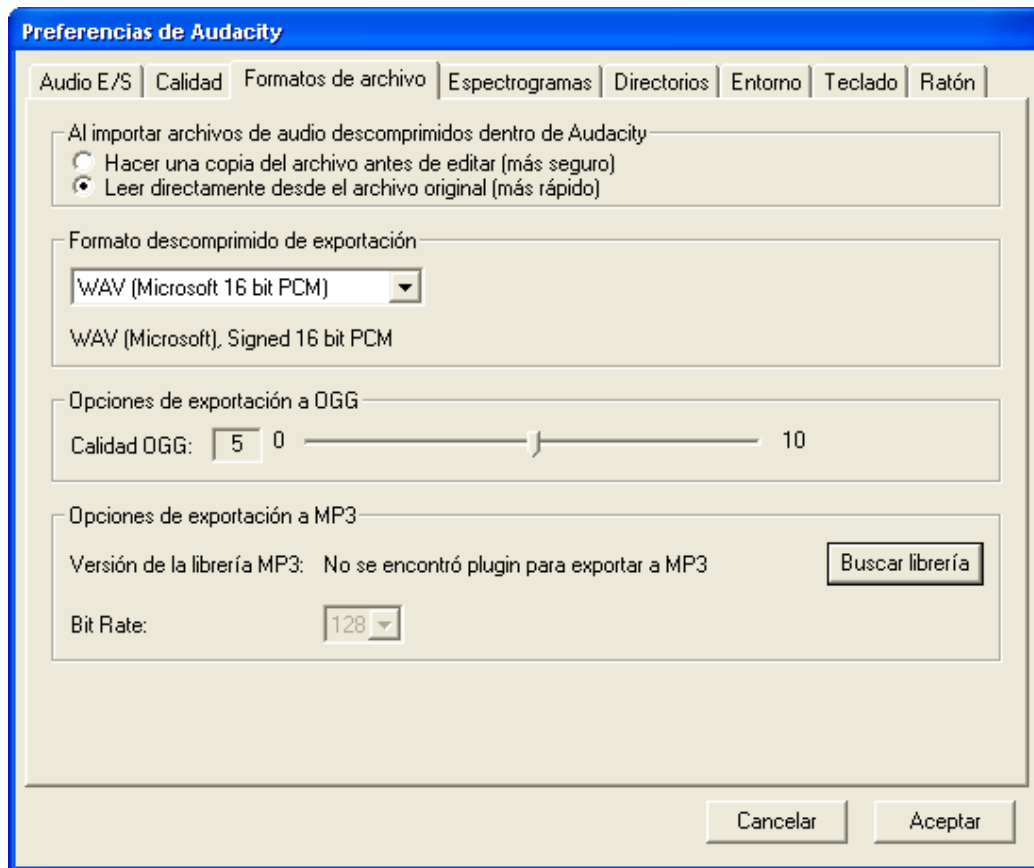 Preferencias de Audacity
Audio E/S Calidad Formatos de archivo Espectrogramas Directorios Entorno Teclado Ratón
Al importar archivos de audio descomprimidos dentro de Audacity
Hacer una copia del archivo antes de editar (más seguro)
Leer directamente desde el archivo original (más rápido)
Formato descomprimido de exportación
WAV (Microsoft 16 bit PCM)
WAV (Microsoft), Signed 16 bit PCM
Opciones de exportación a OGG
Calidad OGG: 5 0 10
Opciones de exportación a MP3
Versión de la librería MP3: No se encontró plugin para exportar a MP3 Buscar librería
Bit Rate: 128
Cancelar Aceptar